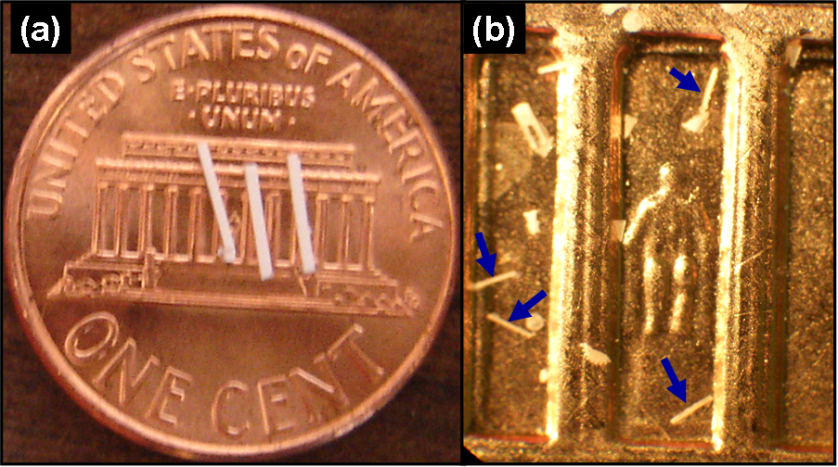 (a)
UNITED STATES OF AMERICA
E·PLURIBUS
·UNUM·
ONE CENT
(b)